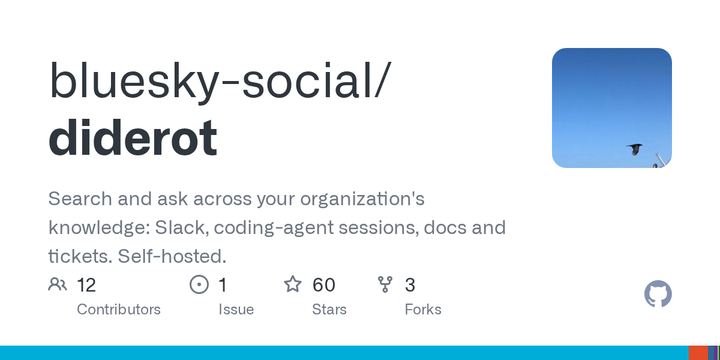 bluesky-social/
diderot
Search and ask across your organization's
knowledge: Slack, coding-agent sessions, docs and
tickets. Self-hosted.
12
Contributors
1
Issue
60
Stars
3
Forks